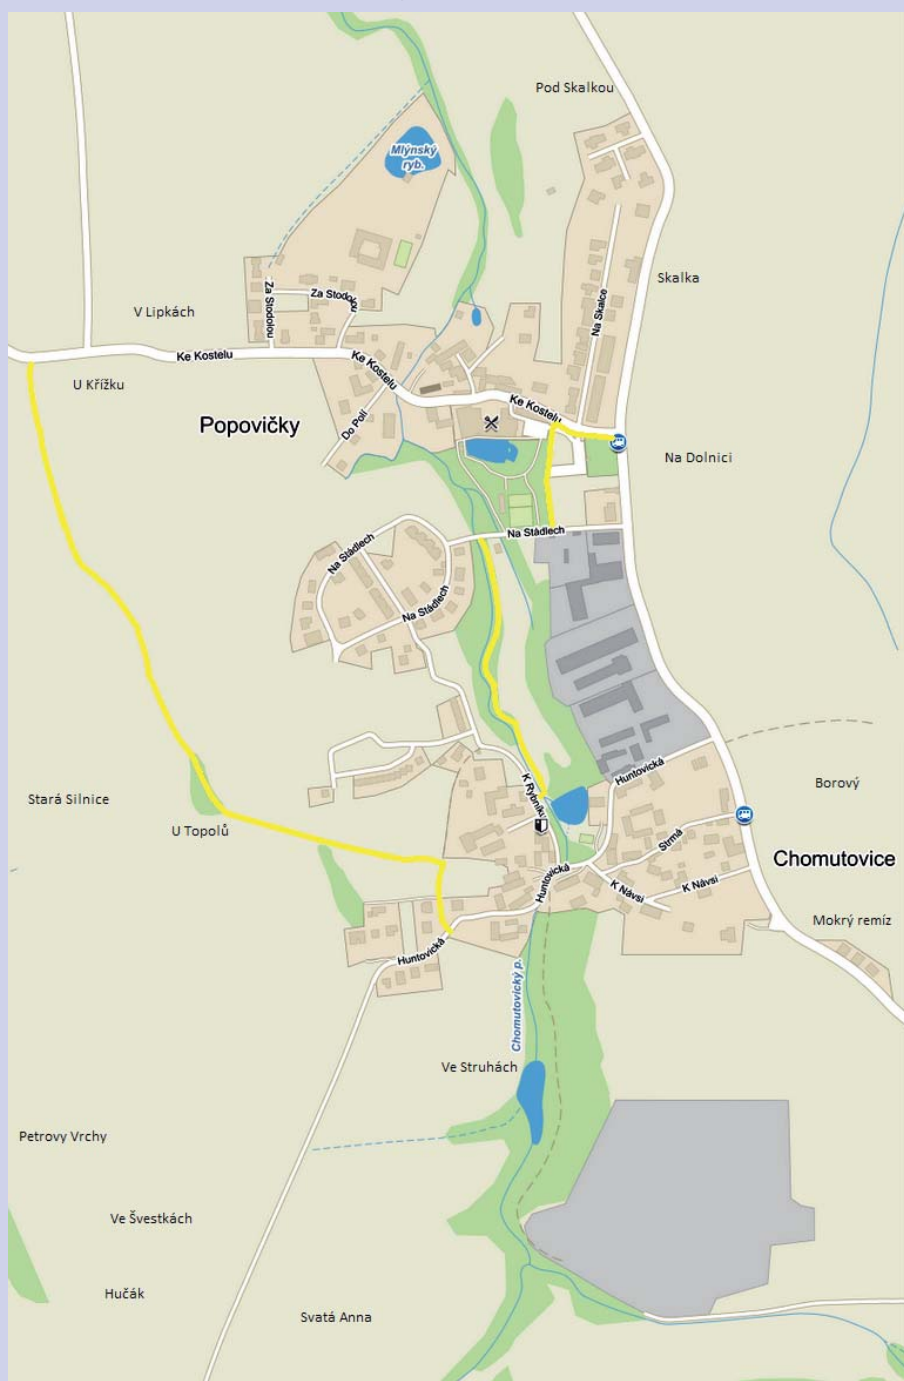 Pod Skalkou
Mlýnský
ryb.
Skalka
Na Skalce
Za Stodolou
Za Stodolou
V Lipkách
Ke Kostelu
Ke Kostelu
U Křížku
Ke Kostelu
Popovičky
Do Polí
Na Dolnici
Na Stádlech
Na Stádlech
Na Stádlech
Huntovická
Borový
Stará Silnice
K Rybníku
U Topolů
Strmá
Chomutovice
Huntovická
K Návsi
K Návsi
Mokrý remíz
Huntovická
Chomutovický p.
Ve Struhách
Petrovy Vrchy
Ve Švestkách
Hučák
Svatá Anna